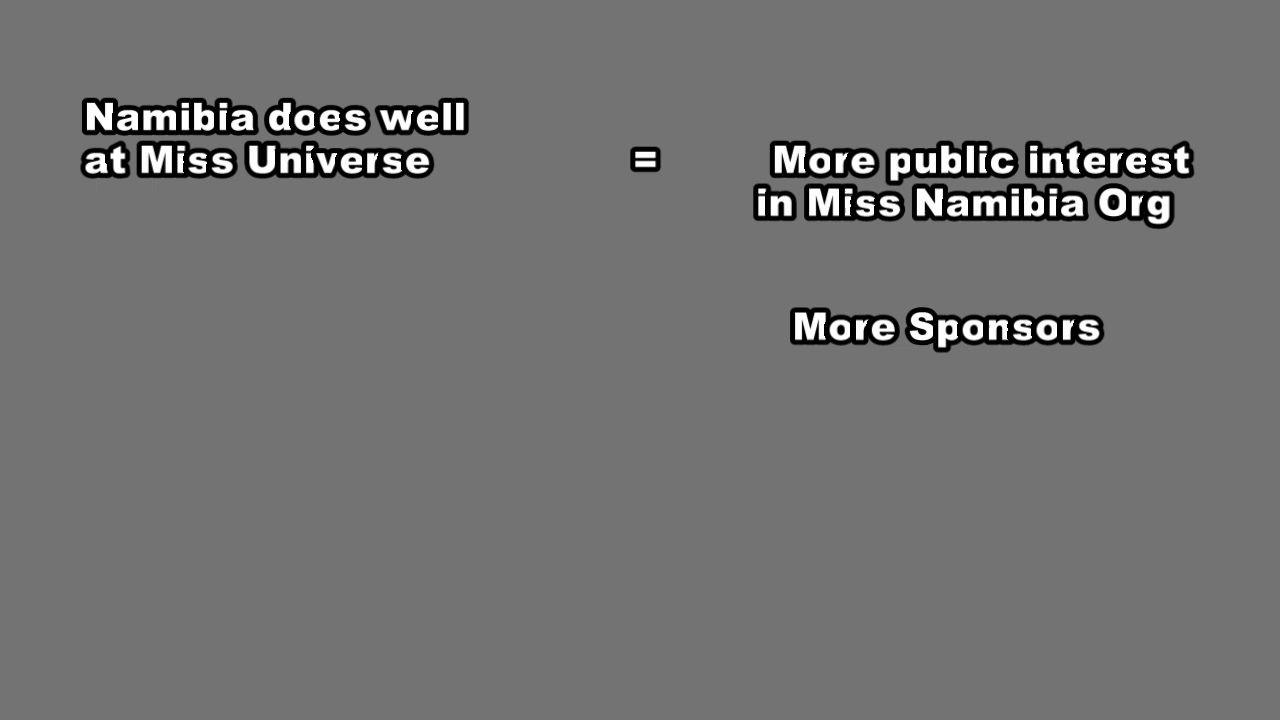 Namibia does well
at Miss Universe
=
More public interest
in Miss Namibia Org
More Sponsors